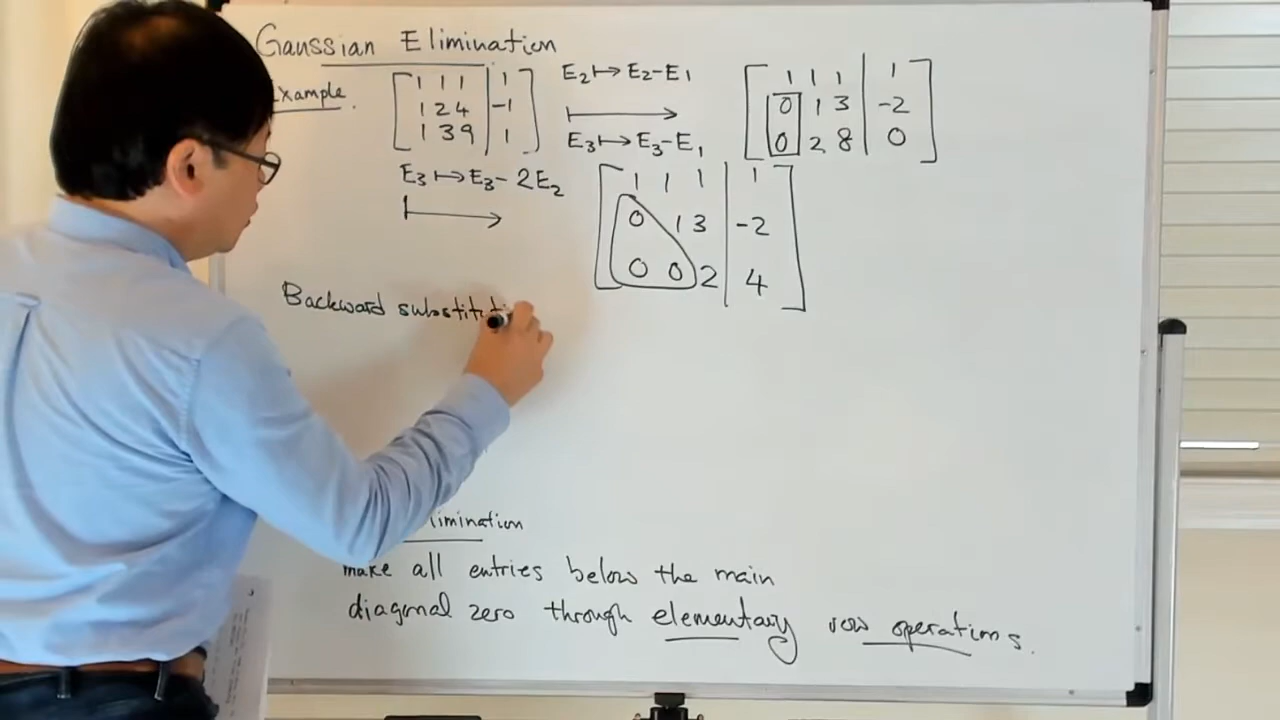 Gaussian Elimination
Example. [1 1 1 | 1] E₂↦E₂-E₁ [1 1 1 | 1]
[1 2 4 | -1] ⟼ [0 1 3 | -2]
[1 3 9 | 1] E₃↦E₃-E₁ [0 2 8 | 0]
E₃↦E₃-2E₂ [1 1 1 | 1]
⟼ [0 1 3 | -2]
[0 0 2 | 4]
Backward substituti
limination
make all entries below the main
diagonal zero through elementary row operations.